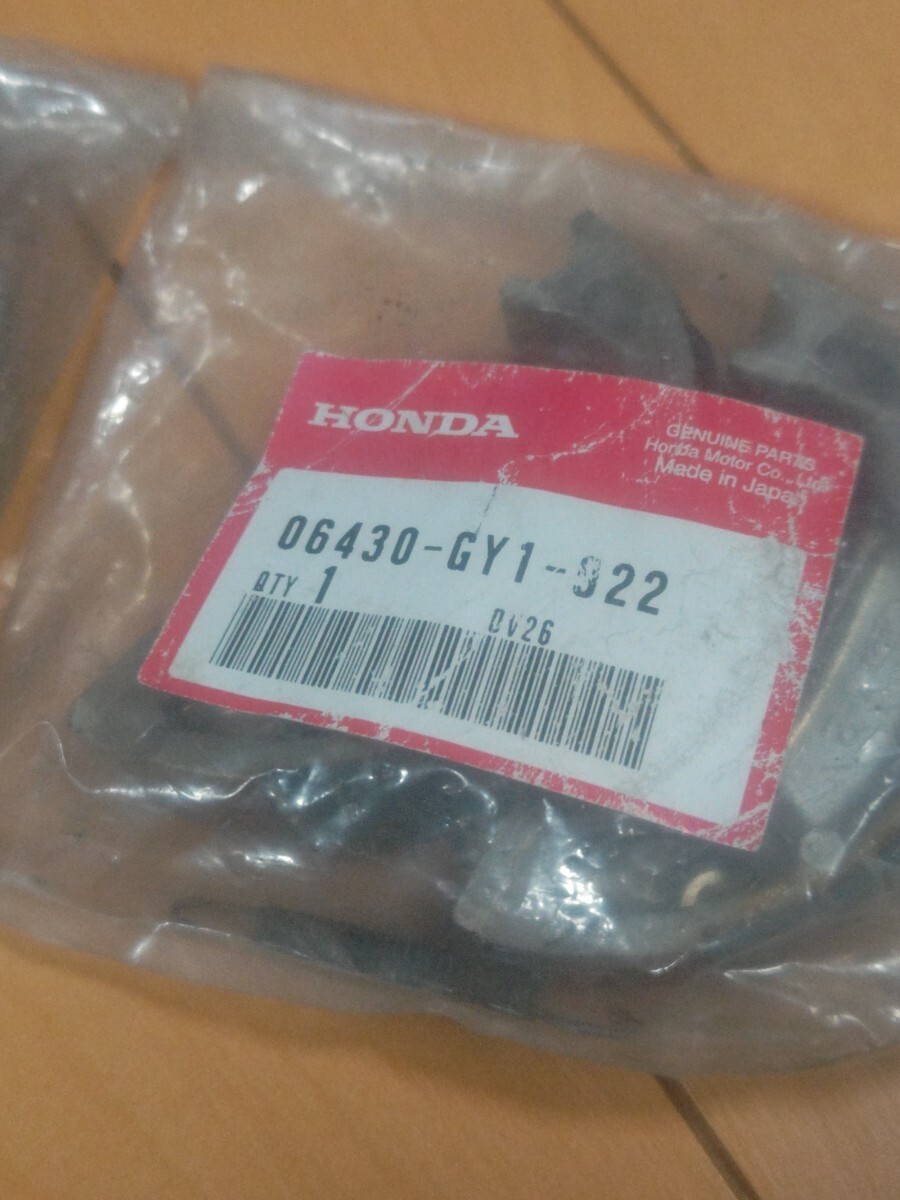 HONDA
GENUINE PARTS
Honda Motor Co., Ltd.
Made in Japan
06430-GY1-922
QTY 1
DV26